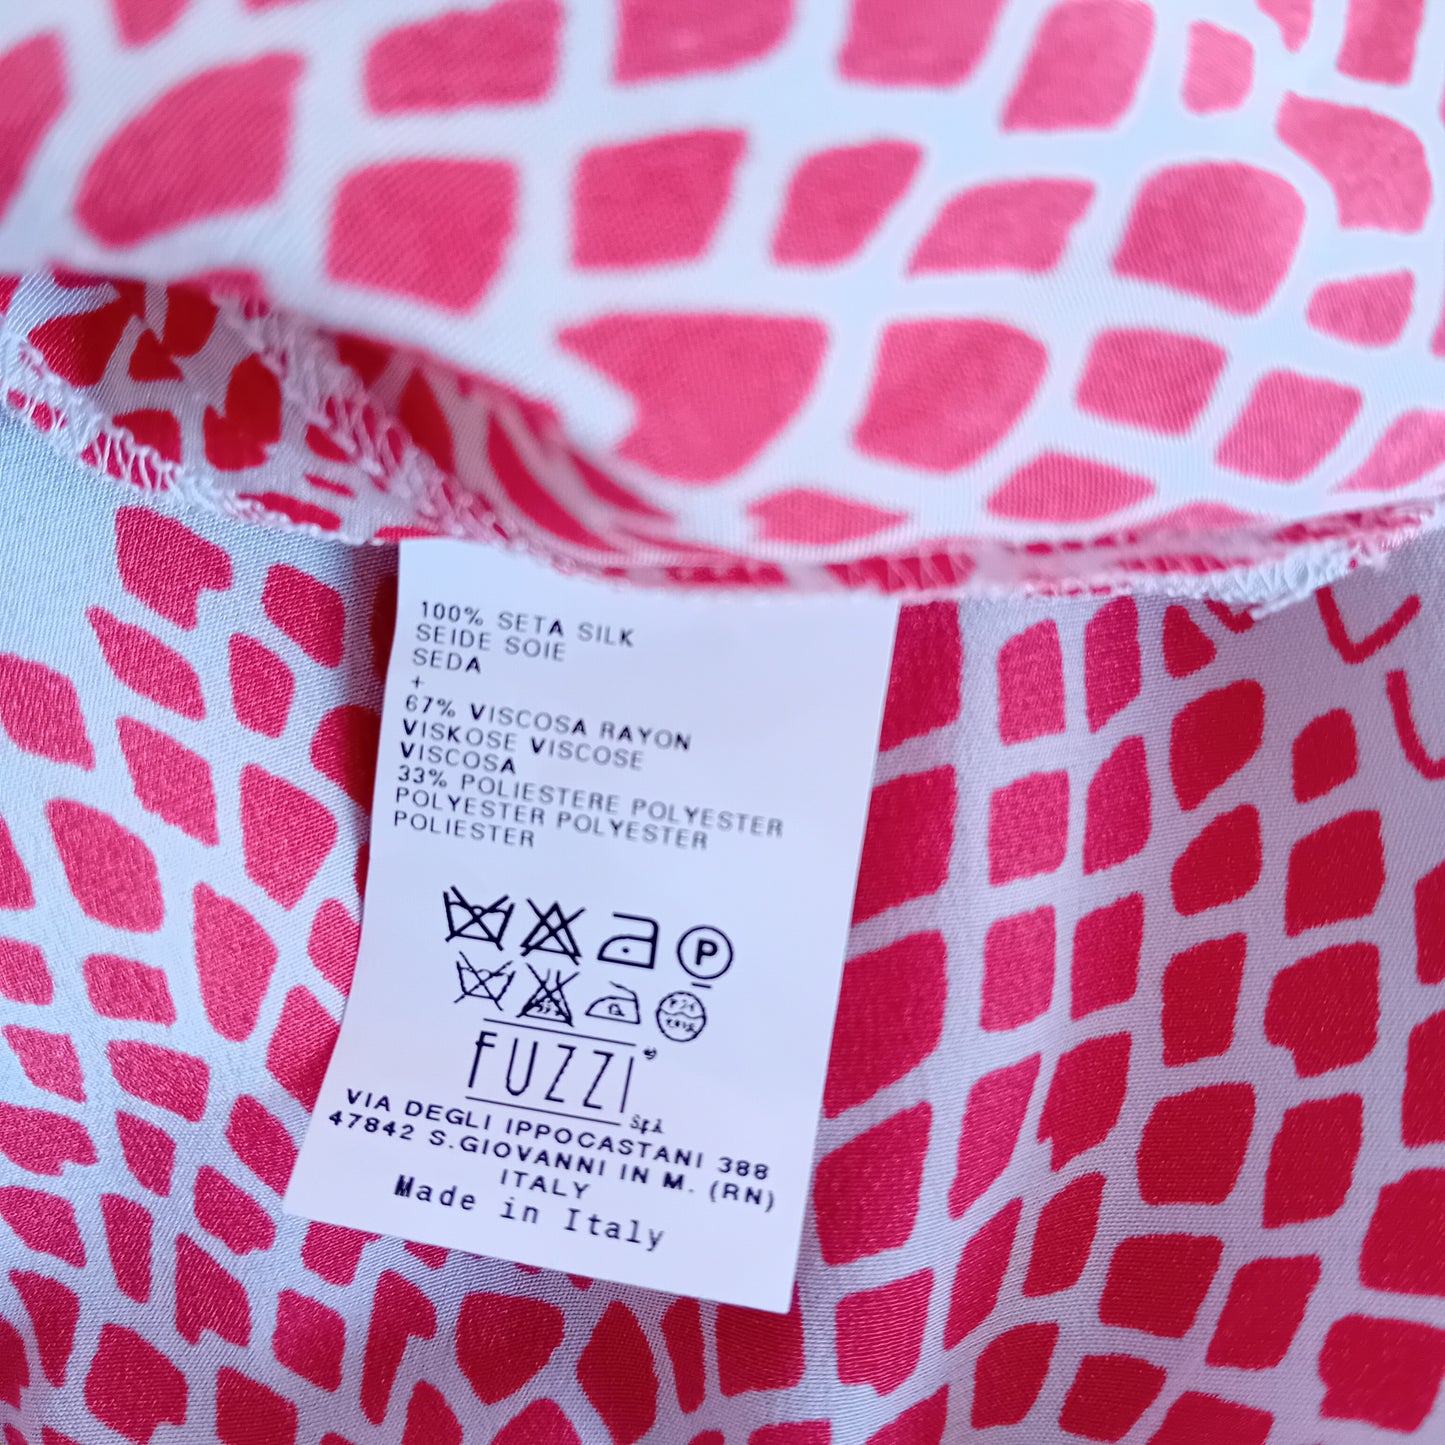 100% SETA SILK
SEIDE SOIE
SEDA
+
67% VISCOSA RAYON
VISKOSE VISCOSE
VISCOSA
33% POLIESTERE POLYESTER
POLYESTER POLYESTER
POLIESTER
P
FUZZI
SpA
VIA DEGLI IPPOCASTANI 388
47842 S.GIOVANNI IN M. (RN)
ITALY
Made in Italy